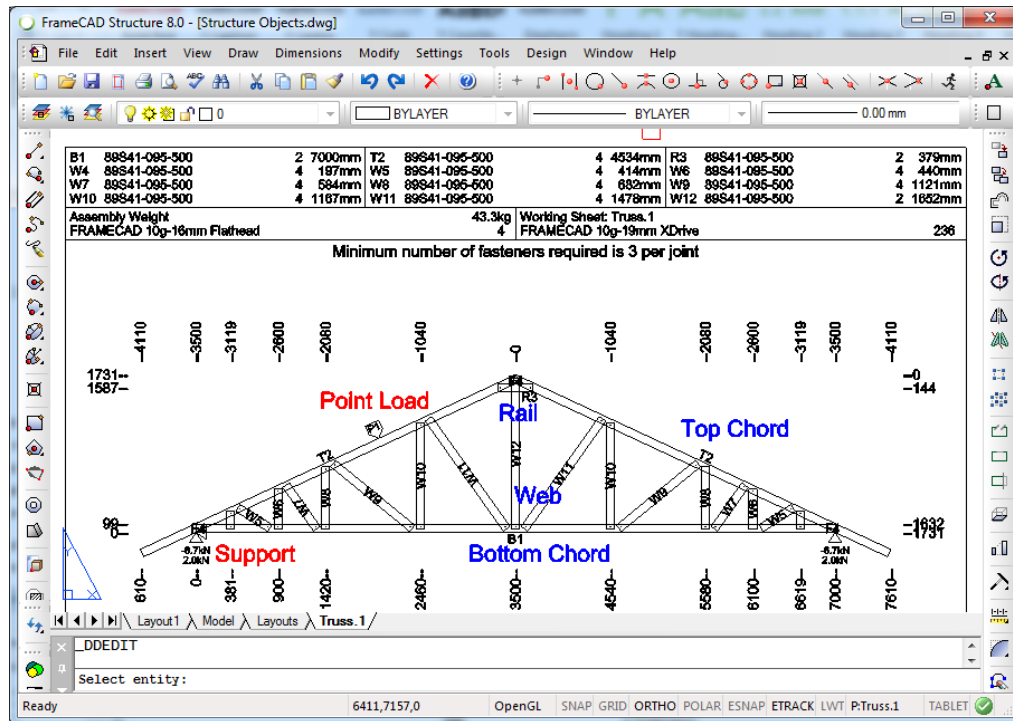 FrameCAD Structure 8.0 - [Structure Objects.dwg]
File Edit Insert View Draw Dimensions Modify Settings Tools Design Window Help
0 BYLAYER BYLAYER 0.00 mm
B1 89S41-095-500 2 7000mm T2 89S41-095-500 4 4534mm R3 89S41-095-500 2 379mm
W4 89S41-095-500 4 197mm W5 89S41-095-500 4 414mm W6 89S41-095-500 4 440mm
W7 89S41-095-500 4 584mm W8 89S41-095-500 4 682mm W9 89S41-095-500 4 1121mm
W10 89S41-095-500 4 1167mm W11 89S41-095-500 4 1478mm W12 89S41-095-500 2 1652mm
Assembly Weight 43.3kg Working Sheet: Truss.1
FRAMECAD 10g-16mm Flathead 4 FRAMECAD 10g-19mm XDrive 236
Minimum number of fasteners required is 3 per joint
-4110 -3500 -3119 -2600 -2080 -1040 0 -1040 -2080 -2600 -3119 -3500 -4110
1731 -0
1587 -144
Point Load
P1
R3
Rail
Top Chord
T2 T2
W10 W11 W12 W11 W10
W5 W6 W7 W8 W9 W9 W8 W7 W5
Web
-1632
0 -1731
B1
-6.7kN -6.7kN
2.0kN 2.0kN
Support
Bottom Chord
610 0 381 900 1420 2460 3500 4540 5580 6100 6619 7000 7610
Layout1 Model Layouts Truss.1
_DDEDIT
Select entity:
Ready 6411,7157,0 OpenGL SNAP GRID ORTHO POLAR ESNAP ETRACK LWT P:Truss.1 TABLET